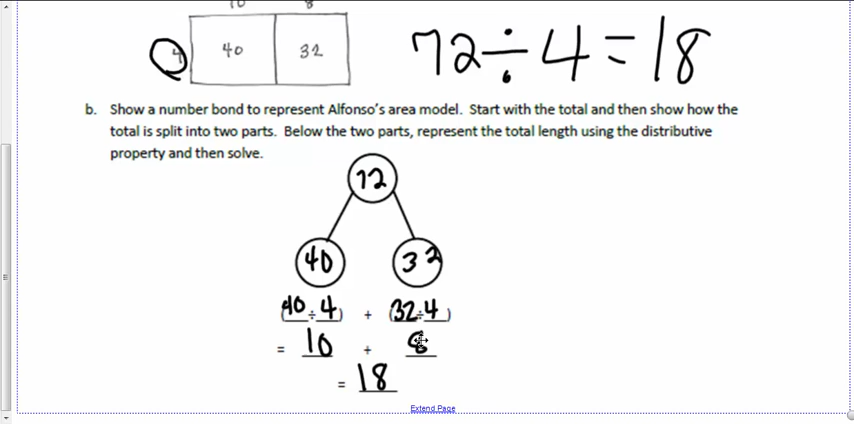 10 8
4 40 32 72÷4=18
b. Show a number bond to represent Alfonso's area model. Start with the total and then show how the
total is split into two parts. Below the two parts, represent the total length using the distributive
property and then solve.
72
40 32
(40÷4) + (32÷4)
= 10 + 8
= 18
Extend Page